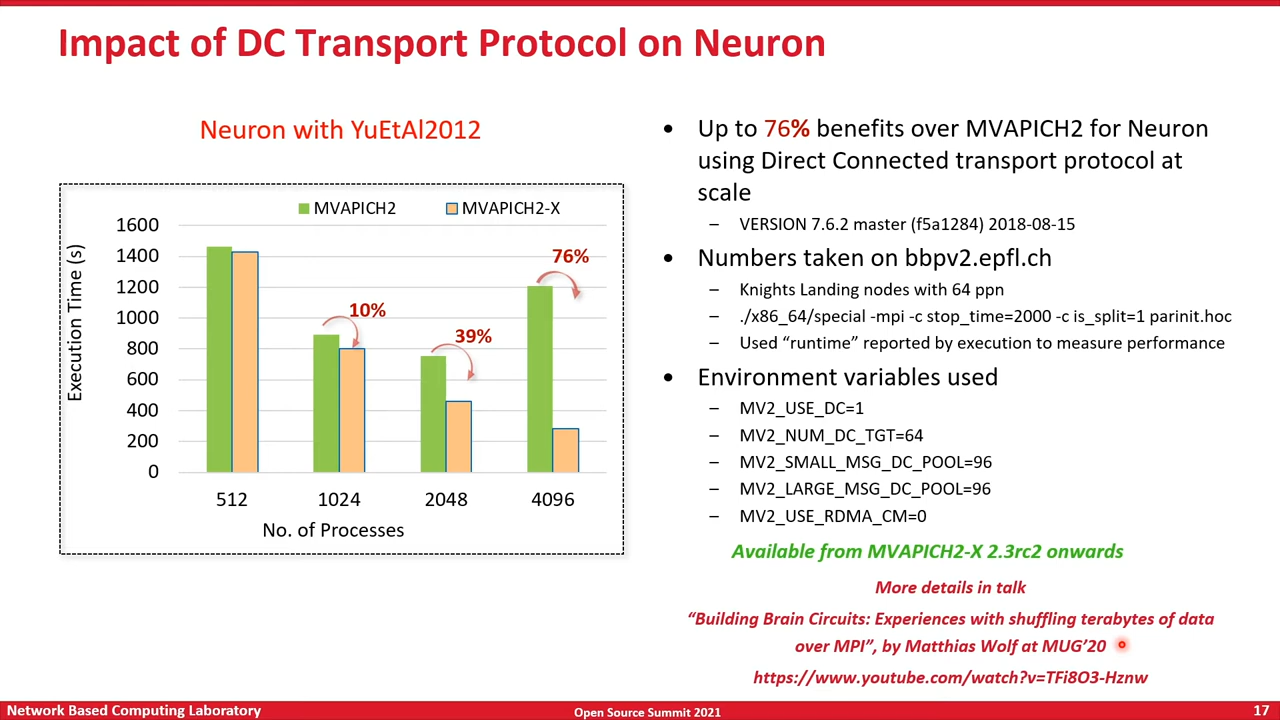 Impact of DC Transport Protocol on Neuron
Neuron with YuEtAl2012
MVAPICH2
MVAPICH2-X
Execution Time (s)
1600
1400
1200
1000
800
600
400
200
0
10%
39%
76%
512
1024
2048
4096
No. of Processes
• Up to 76% benefits over MVAPICH2 for Neuron
using Direct Connected transport protocol at
scale
– VERSION 7.6.2 master (f5a1284) 2018-08-15
• Numbers taken on bbpv2.epfl.ch
– Knights Landing nodes with 64 ppn
– ./x86_64/special -mpi -c stop_time=2000 -c is_split=1 parinit.hoc
– Used “runtime” reported by execution to measure performance
• Environment variables used
– MV2_USE_DC=1
– MV2_NUM_DC_TGT=64
– MV2_SMALL_MSG_DC_POOL=96
– MV2_LARGE_MSG_DC_POOL=96
– MV2_USE_RDMA_CM=0
Available from MVAPICH2-X 2.3rc2 onwards
More details in talk
“Building Brain Circuits: Experiences with shuffling terabytes of data
over MPI”, by Matthias Wolf at MUG’20
https://www.youtube.com/watch?v=TFi8O3-Hznw
Network Based Computing Laboratory
Open Source Summit 2021
17